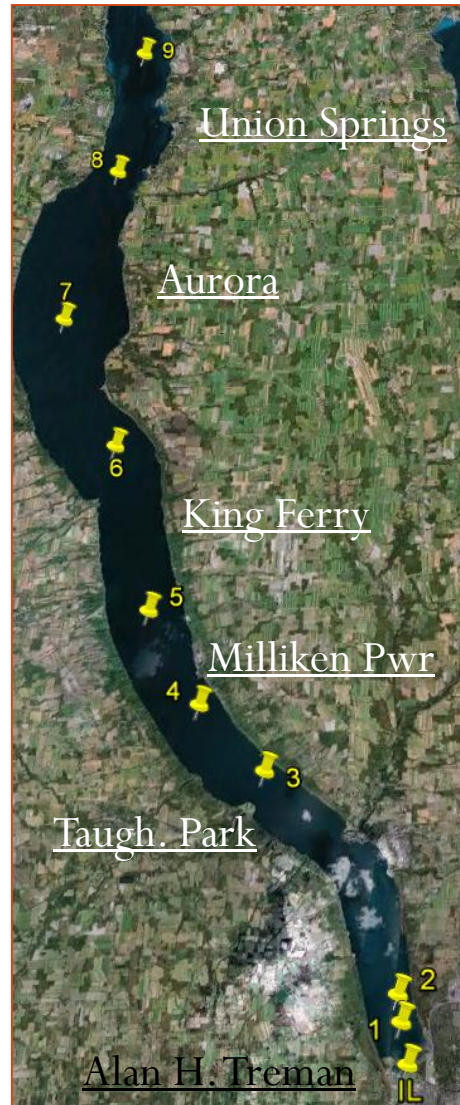 9
Union Springs
8
Aurora
7
6
King Ferry
5
Milliken Pwr
4
3
Taugh. Park
2
1
Alan H. Treman
IL